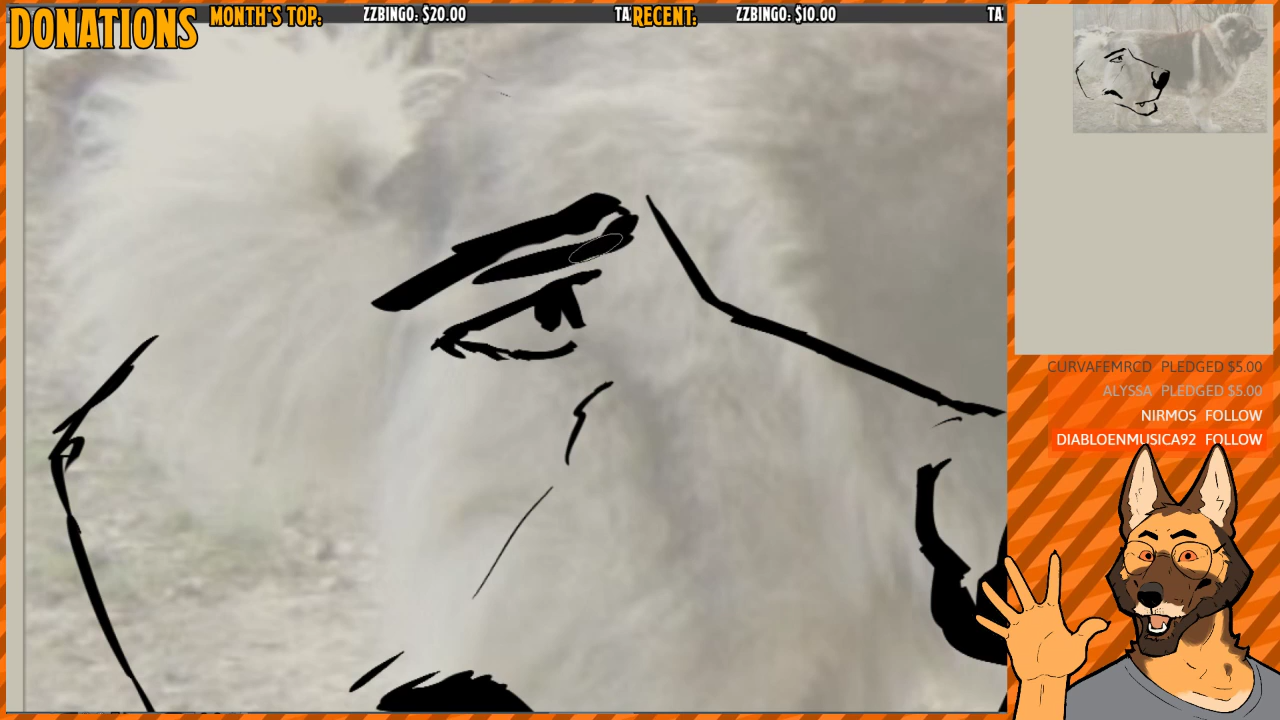 DONATIONS
MONTH'S TOP: ZZBINGO: $20.00 TA RECENT: ZZBINGO: $10.00 TA
CURVAFEMRCD PLEDGED $5.00
ALYSSA PLEDGED $5.00
NIRMOS FOLLOW
DIABLOENMUSICA92 FOLLOW